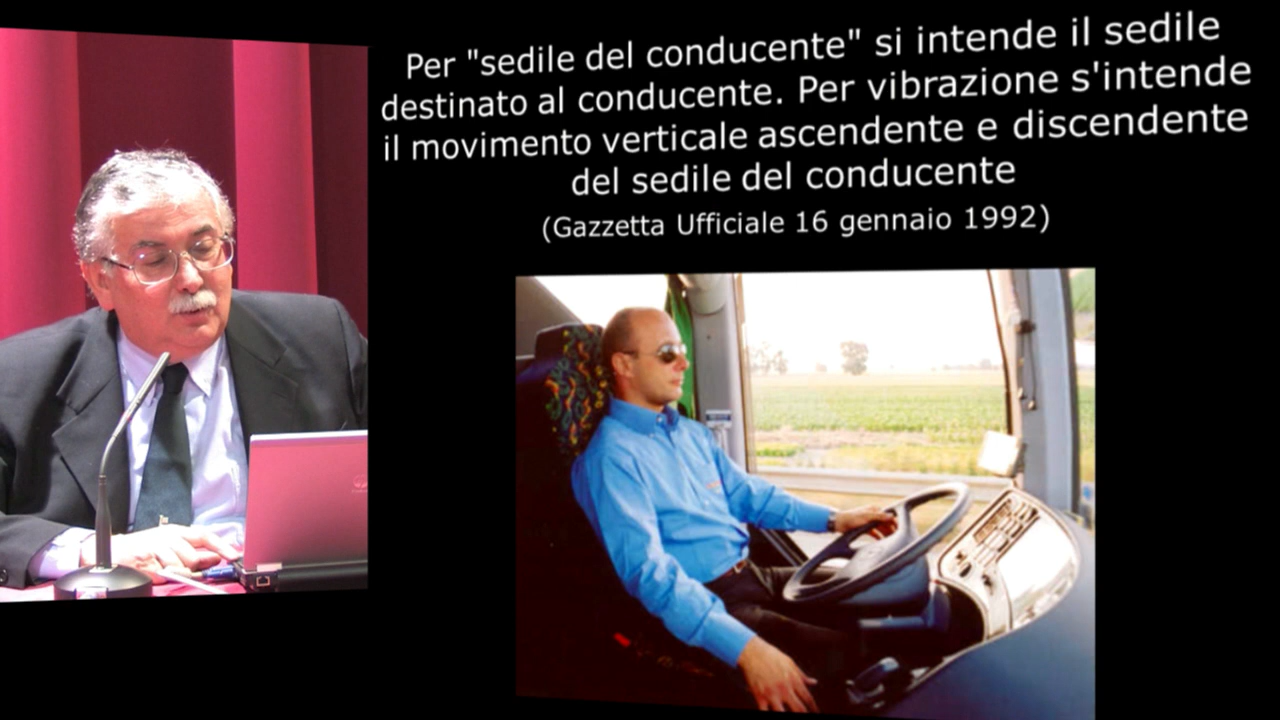 Per "sedile del conducente" si intende il sedile
destinato al conducente. Per vibrazione s'intende
il movimento verticale ascendente e discendente
del sedile del conducente
(Gazzetta Ufficiale 16 gennaio 1992)